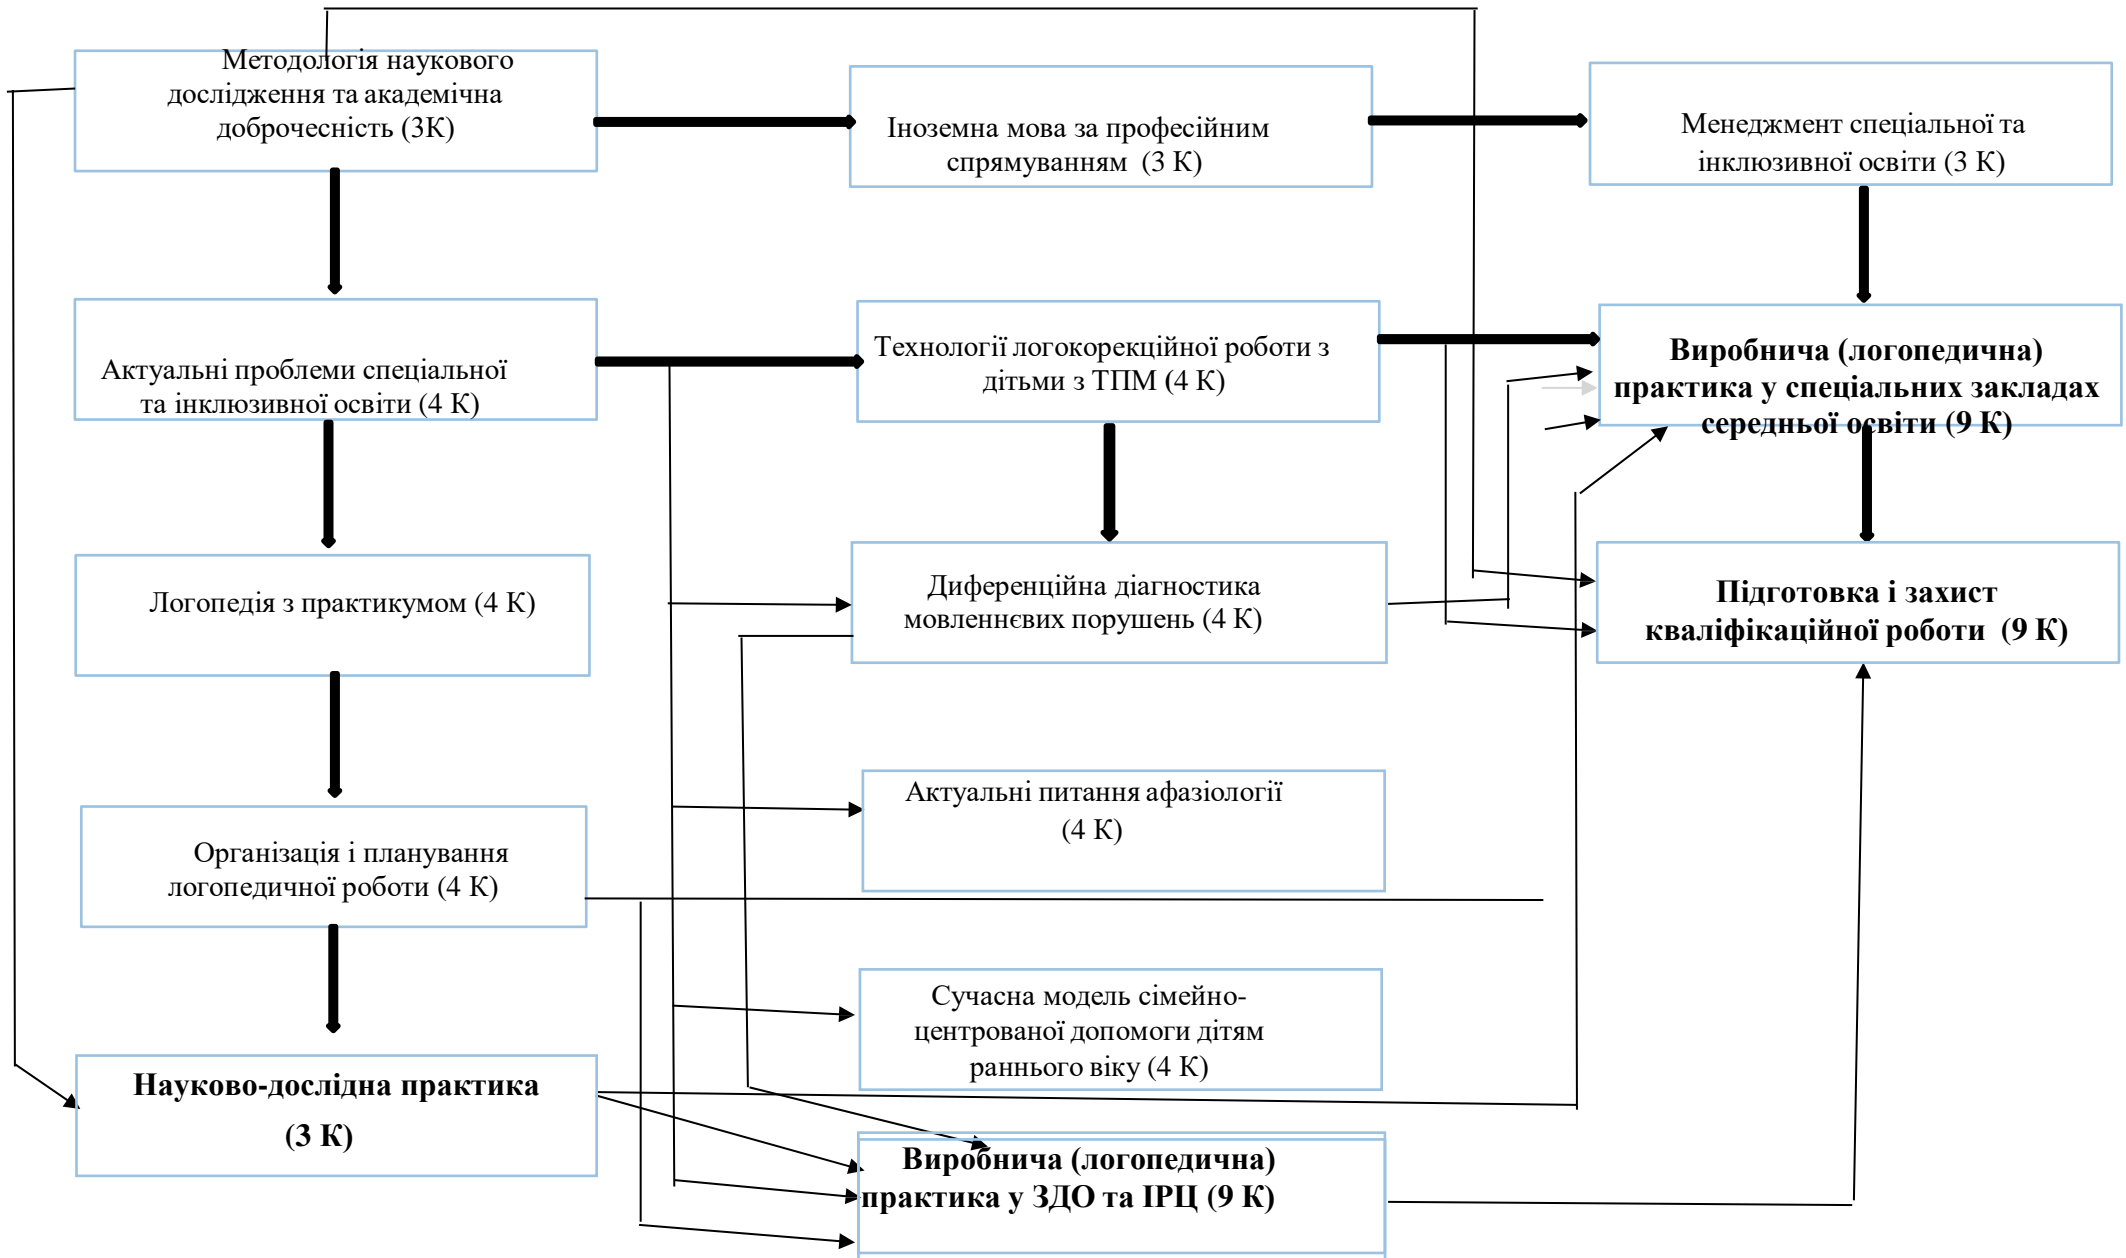 Методологія наукового
дослідження та академічна
доброчесність (3К)
Іноземна мова за професійним
спрямуванням (3 К)
Менеджмент спеціальної та
інклюзивної освіти (3 К)
Актуальні проблеми спеціальної
та інклюзивної освіти (4 К)
Технології логокорекційної роботи з
дітьми з ТПМ (4 К)
Виробнича (логопедична)
практика у спеціальних закладах
середньої освіти (9 К)
Логопедія з практикумом (4 К)
Диференційна діагностика
мовленнєвих порушень (4 К)
Підготовка і захист
кваліфікаційної роботи (9 К)
Організація і планування
логопедичної роботи (4 К)
Актуальні питання афазіології
(4 К)
Сучасна модель сімейно-
центрованої допомоги дітям
раннього віку (4 К)
Науково-дослідна практика
(3 К)
Виробнича (логопедична)
практика у ЗДО та ІРЦ (9 К)